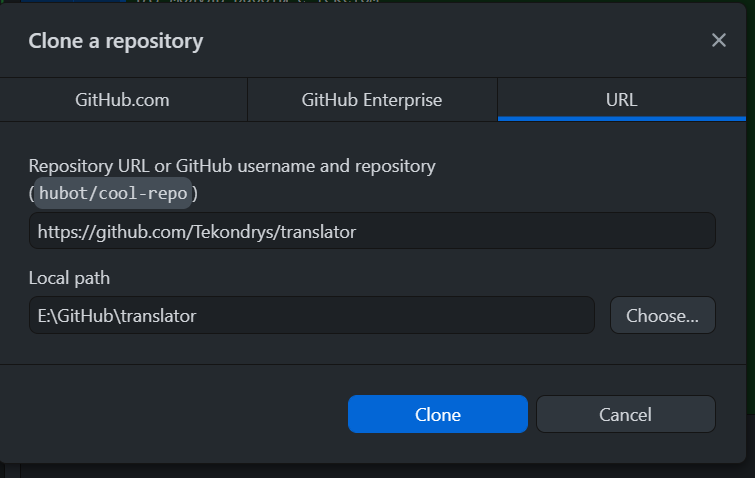 Clone a repository
GitHub.com
GitHub Enterprise
URL
Repository URL or GitHub username and repository
(hubot/cool-repo)
https://github.com/Tekondrys/translator
Local path
E:\GitHub\translator
Choose...
Clone
Cancel